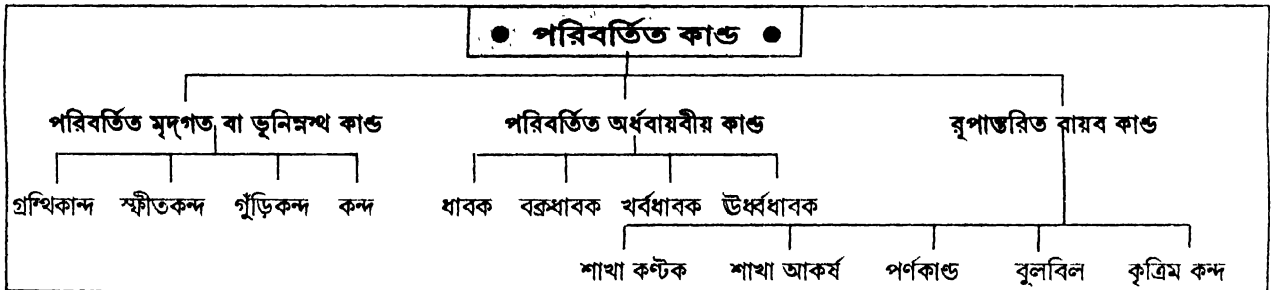 ● পরিবর্তিত কাণ্ড ●
পরিবর্তিত মৃদ্‌গত বা ভূনিম্নস্থ কাণ্ড পরিবর্তিত অর্ধবায়বীয় কাণ্ড রূপান্তরিত বায়ব কাণ্ড
গ্রন্থিকান্দ স্ফীতকন্দ গুঁড়িকন্দ কন্দ ধাবক বক্রধাবক খর্বধাবক ঊর্ধ্বধাবক
শাখা কণ্টক শাখা আকর্ষ পর্ণকাণ্ড বুলবিল কৃত্রিম কন্দ